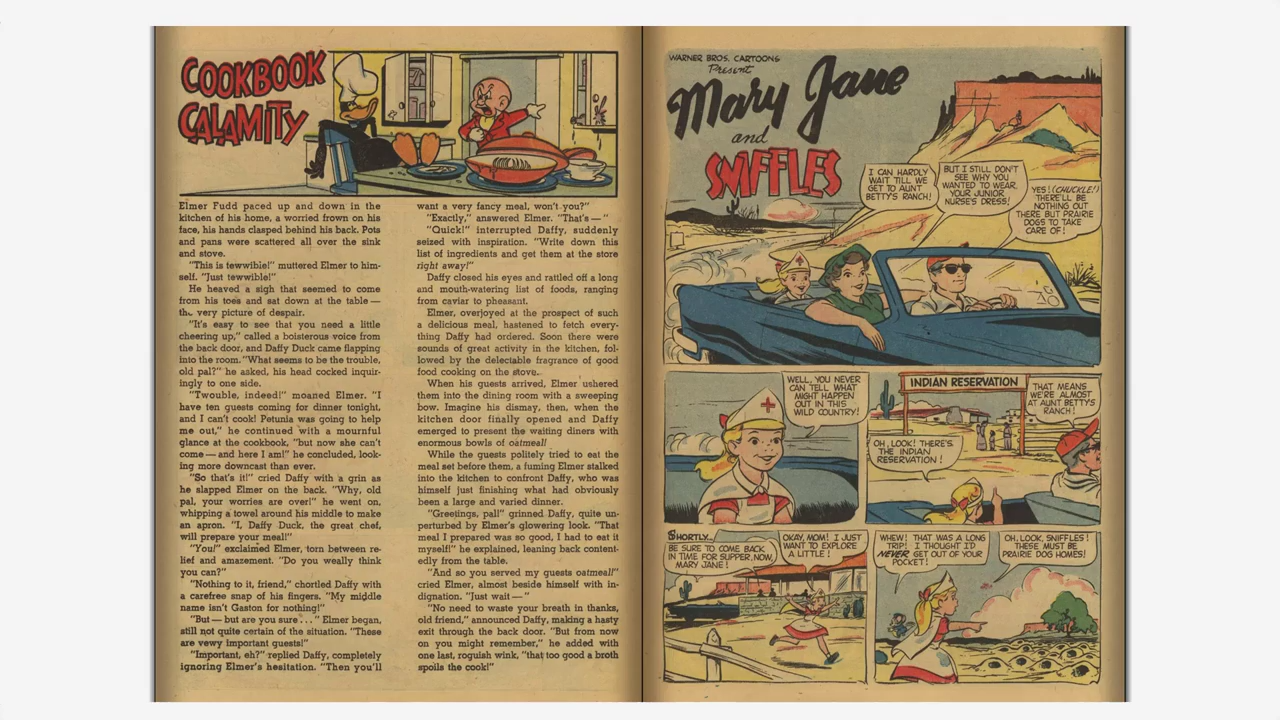 COOKBOOK
CALAMITY
Elmer Fudd paced up and down in the
kitchen of his home, a worried frown on his
face, his hands clasped behind his back. Pots
and pans were scattered all over the sink
and stove.
"This is tewwibie!" muttered Elmer to him-
self. "Just tewwible!"
He heaved a sigh that seemed to come
from his toes and sat down at the table —
the very picture of despair.
"It's easy to see that you need a little
cheering up," called a boisterous voice from
the back door, and Daffy Duck came flapping
into the room. "What seems to be the trouble,
old pal?" he asked, his head cocked inquir-
ingly to one side.
"Twouble, indeed!" moaned Elmer. "I
have ten guests coming for dinner tonight,
and I can't cook! Petunia was going to help
me out," he continued with a mournful
glance at the cookbook, "but now she can't
come — and here I am!" he concluded, look-
ing more downcast than ever.
"So that's it!" cried Daffy with a grin as
he slapped Elmer on the back. "Why, old
pal, your worries are over!" he went on,
whipping a towel around his middle to make
an apron. "I, Daffy Duck, the great chef,
will prepare your meal!"
"You!" exclaimed Elmer, torn between re-
lief and amazement. "Do you weally think
you can?"
"Nothing to it, friend," chortled Daffy with
a carefree snap of his fingers. "My middle
name isn't Gaston for nothing!"
"But — but are you sure . . ." Elmer began,
still not quite certain of the situation. "These
are vewy important guests!"
"Important, eh?" replied Daffy, completely
ignoring Elmer's hesitation. "Then you'll
want a very fancy meal, won't you?"
"Exactly," answered Elmer. "That's — "
"Quick!" interrupted Daffy, suddenly
seized with inspiration. "Write down this
list of ingredients and get them at the store
right away!"
Daffy closed his eyes and rattled off a long
and mouth-watering list of foods, ranging
from caviar to pheasant.
Elmer, overjoyed at the prospect of such
a delicious meal, hastened to fetch every-
thing Daffy had ordered. Soon there were
sounds of great activity in the kitchen, fol-
lowed by the delectable fragrance of good
food cooking on the stove.
When his guests arrived, Elmer ushered
them into the dining room with a sweeping
bow. Imagine his dismay, then, when the
kitchen door finally opened and Daffy
emerged to present the waiting diners with
enormous bowls of oatmeal!
While the guests politely tried to eat the
meal set before them, a fuming Elmer stalked
into the kitchen to confront Daffy, who was
himself just finishing what had obviously
been a large and varied dinner.
"Greetings, pal!" grinned Daffy, quite un-
perturbed by Elmer's glowering look. "That
meal I prepared was so good, I had to eat it
myself!" he explained, leaning back content-
edly from the table.
"And so you served my guests oatmeal!"
cried Elmer, almost beside himself with in-
dignation. "Just wait — "
"No need to waste your breath in thanks,
old friend," announced Daffy, making a hasty
exit through the back door. "But from now
on you might remember," he added with
one last, roguish wink, "that too good a broth
spoils the cook!"
WARNER BROS. CARTOONS
Present
Mary Jane
and
SNIFFLES
I CAN HARDLY
WAIT TILL WE
GET TO AUNT
BETTY'S RANCH!
BUT I STILL DON'T
SEE WHY YOU
WANTED TO WEAR
YOUR JUNIOR
NURSE'S DRESS!
YES! (CHUCKLE!)
THERE'LL BE
NOTHING OUT
THERE BUT PRAIRIE
DOGS TO TAKE
CARE OF!
WELL, YOU NEVER
CAN TELL WHAT
MIGHT HAPPEN
OUT IN THIS
WILD COUNTRY!
INDIAN RESERVATION
OH, LOOK! THERE'S
THE INDIAN
RESERVATION!
THAT MEANS
WE'RE ALMOST
AT AUNT BETTY'S
RANCH!
SHORTLY...
BE SURE TO COME BACK
IN TIME FOR SUPPER, NOW,
MARY JANE!
OKAY, MOM! I JUST
WANT TO EXPLORE
A LITTLE!
WHEW! THAT WAS A LONG
TRIP! I THOUGHT I'D
NEVER GET OUT OF YOUR
POCKET!
OH, LOOK, SNIFFLES!
THESE MUST BE
PRAIRIE DOG HOMES!